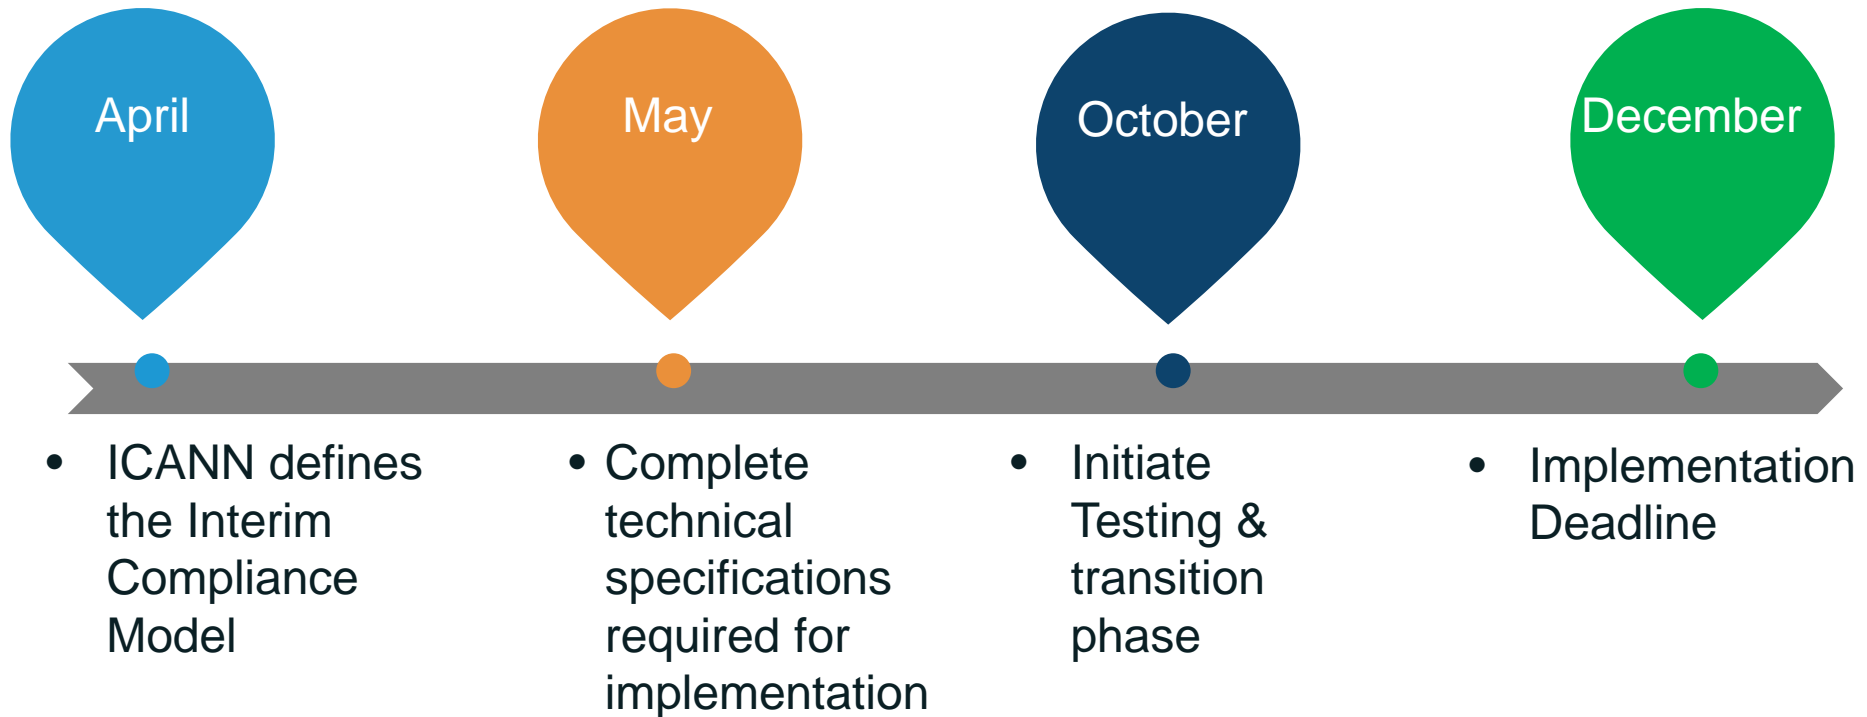 April
May
October
December
• ICANN defines
the Interim
Compliance
Model
• Complete
technical
specifications
required for
implementation
• Initiate
Testing &
transition
phase
• Implementation
Deadline